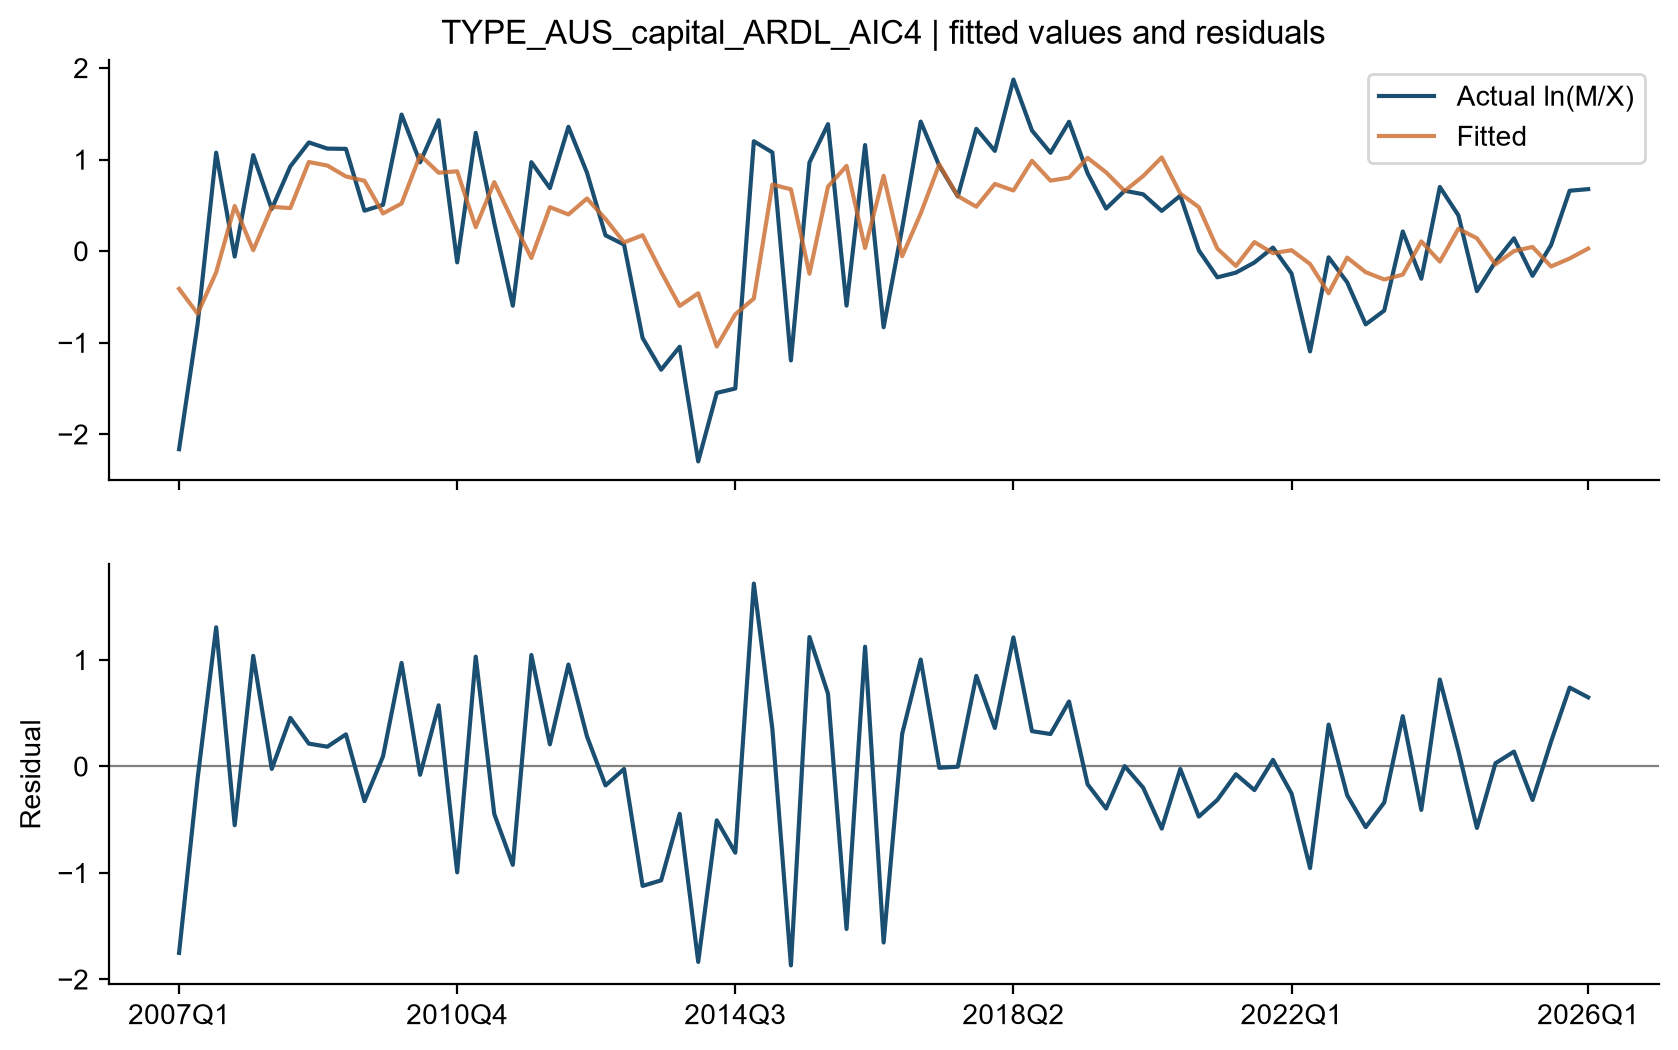 TYPE_AUS_capital_ARDL_AIC4 | fitted values and residuals
Actual ln(M/X)
Fitted
2
1
0
−1
−2
Residual
1
0
−1
−2
2007Q1 2010Q4 2014Q3 2018Q2 2022Q1 2026Q1